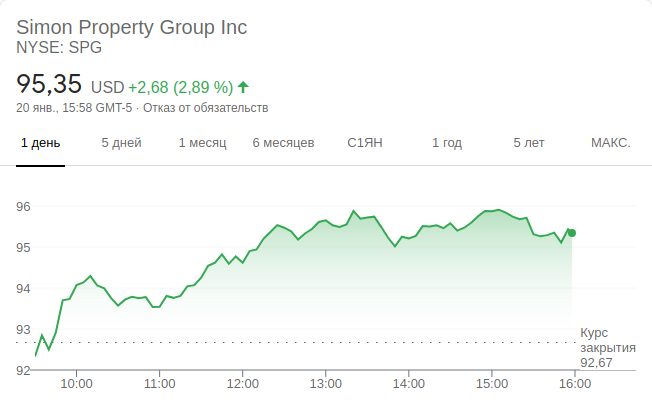 Simon Property Group Inc
NYSE: SPG
95,35 USD +2,68 (2,89 %)
20 янв., 15:58 GMT-5 · Отказ от обязательств
1 день 5 дней 1 месяц 6 месяцев С1ЯН 1 год 5 лет МАКС.
96
95
94
93
92
Курс
закрытия
92,67
10:00 11:00 12:00 13:00 14:00 15:00 16:00